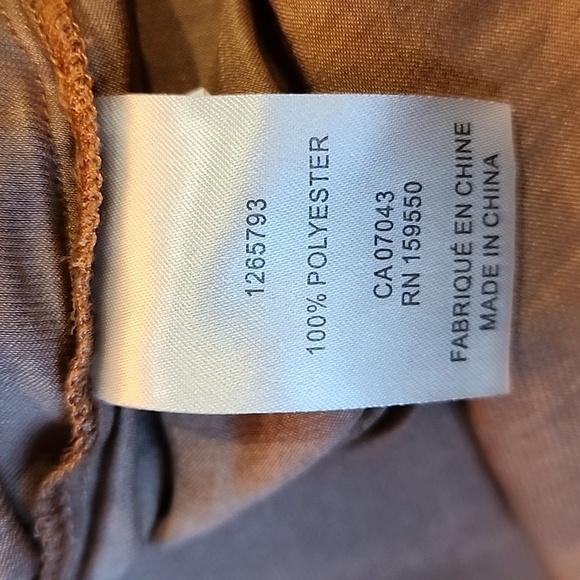 1265793
100% POLYESTER
CA 07043
RN 159550
FABRIQUÉ EN CHINE
MADE IN CHINA